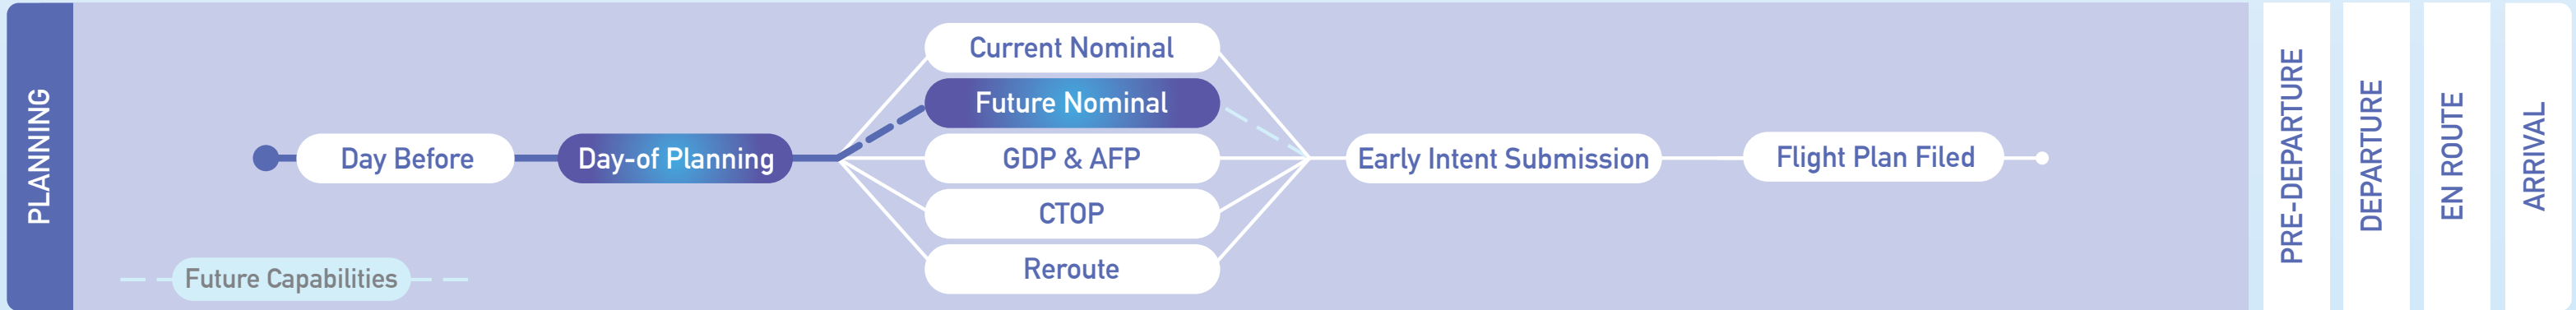 PLANNING
Day Before
Day-of Planning
Current Nominal
Future Nominal
GDP & AFP
CTOP
Reroute
Early Intent Submission
Flight Plan Filed
Future Capabilities
PRE-DEPARTURE
DEPARTURE
EN ROUTE
ARRIVAL